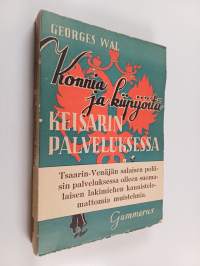 GEORGES WAL
Konnia
ja kiipijöitä
KEISARIN
PALVELUKSESSA
Tsaarin-Venäjän salaisen polii-
sin palveluksessa olleen suoma-
laisen lakimiehen kaunistele-
mattomia muistelmia
Gummerus